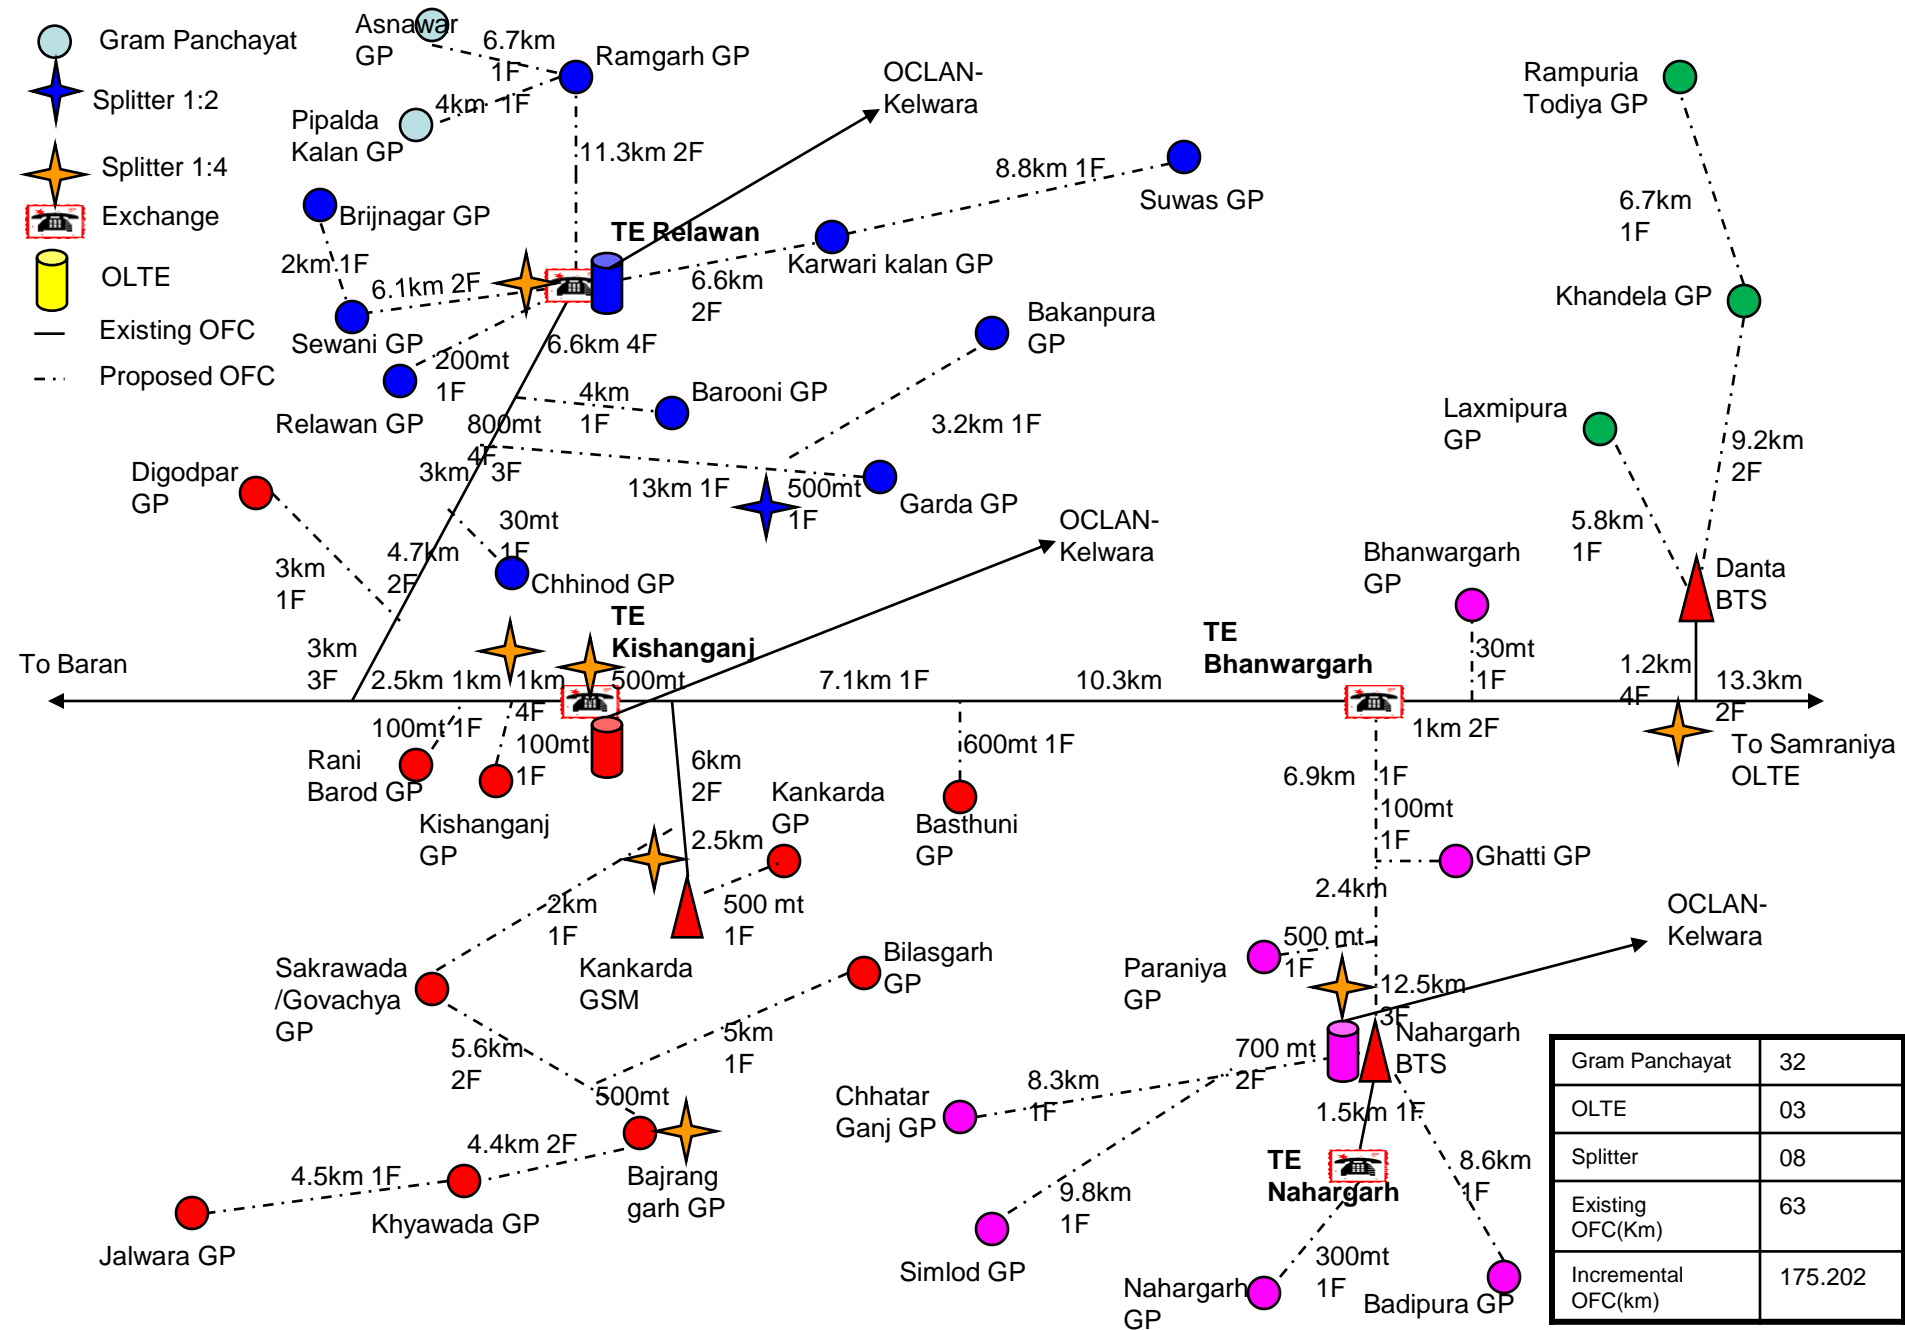 Gram Panchayat
Splitter 1:2
Splitter 1:4
Exchange
OLTE
Existing OFC
Proposed OFC
Asnawar
GP
6.7km
1F
Ramgarh GP
4km 1F
Pipalda
Kalan GP
11.3km 2F
OCLAN-
Kelwara
Brijnagar GP
2km 1F
6.1km 2F
Sewani GP
TE Relawan
8.8km 1F
Suwas GP
Karwari kalan GP
6.6km
2F
200mt
1F
Relawan GP
6.6km 4F
4km
1F
Barooni GP
Bakanpura
GP
3.2km 1F
800mt
4F
3km 3F
13km 1F
500mt
1F
Garda GP
Digodpar
GP
3km
1F
4.7km
2F
30mt
1F
Chhinod GP
OCLAN-
Kelwara
Rampuria
Todiya GP
6.7km
1F
Khandela GP
Laxmipura
GP
9.2km
2F
5.8km
1F
Danta
BTS
Bhanwargarh
GP
30mt
1F
TE
Kishanganj
TE
Bhanwargarh
To Baran
3km
3F
2.5km 1km 1km
4F
500mt
7.1km 1F
10.3km
1km 2F
1.2km
4F
13.3km
2F
To Samraniya
OLTE
100mt 1F
Rani
Barod GP
100mt
1F
Kishanganj
GP
6km
2F
2.5km
Kankarda
GP
500 mt
1F
600mt 1F
Basthuni
GP
2km
1F
Kankarda
GSM
Sakrawada
/Govachya
GP
5.6km
2F
Bilasgarh
GP
5km
1F
500mt
4.4km 2F
4.5km 1F
Bajrang
garh GP
Khyawada GP
Jalwara GP
6.9km 1F
100mt
1F
Ghatti GP
2.4km
500 mt
1F
Paraniya
GP
12.5km
3F
OCLAN-
Kelwara
Nahargarh
BTS
700 mt
2F
8.3km
1F
Chhatar
Ganj GP
1.5km 1F
TE
Nahargarh
9.8km
1F
Simlod GP
8.6km
1F
300mt
1F
Nahargarh
GP
Badipura GP
Gram Panchayat 32
OLTE 03
Splitter 08
Existing
OFC(Km) 63
Incremental
OFC(km) 175.202